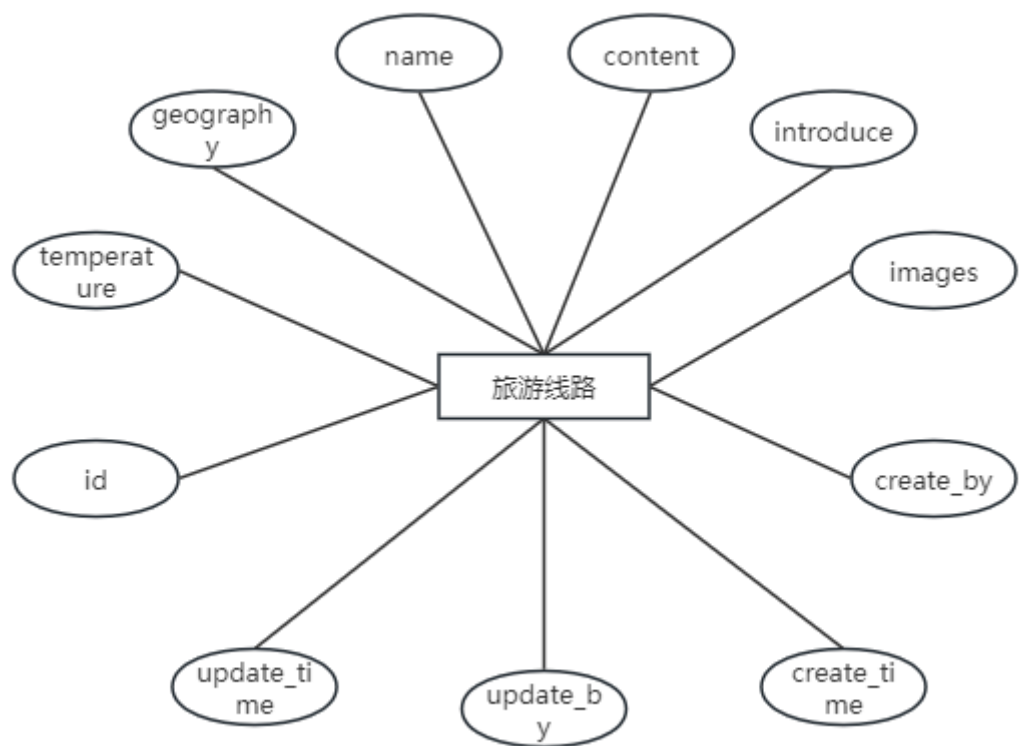 name
content
geograph
y
introduce
temperat
ure
images
旅游线路
id
create_by
update_ti
me
update_b
y
create_ti
me